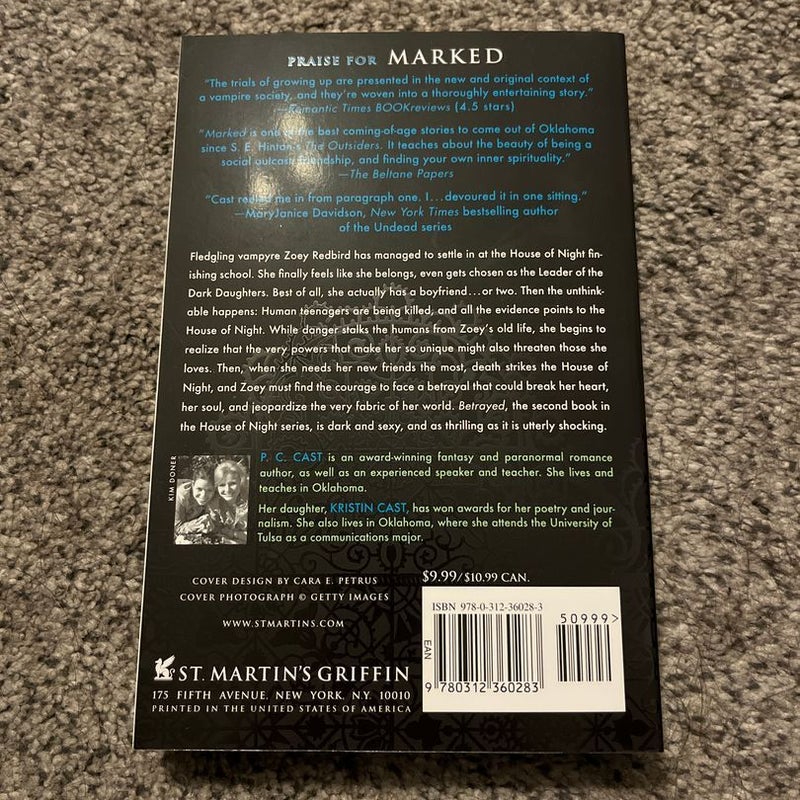 PRAISE FOR MARKED
"The trials of growing up are presented in the new and original context of
a vampire society, and they're woven into a thoroughly entertaining story."
—Romantic Times BOOKreviews (4.5 stars)
"Marked is one of the best coming-of-age stories to come out of Oklahoma
since S. E. Hinton's The Outsiders. It teaches about the beauty of being a
social outcast, friendship, and finding your own inner spirituality."
—The Beltane Papers
"Cast reeled me in from paragraph one. I...devoured it in one sitting."
—MaryJanice Davidson, New York Times bestselling author
of the Undead series
Fledgling vampyre Zoey Redbird has managed to settle in at the House of Night fin-
ishing school. She finally feels like she belongs, even gets chosen as the Leader of the
Dark Daughters. Best of all, she actually has a boyfriend...or two. Then the unthink-
able happens: Human teenagers are being killed, and all the evidence points to the
House of Night. While danger stalks the humans from Zoey's old life, she begins to
realize that the very powers that make her so unique might also threaten those she
loves. Then, when she needs her new friends the most, death strikes the House of
Night, and Zoey must find the courage to face a betrayal that could break her heart,
her soul, and jeopardize the very fabric of her world. Betrayed, the second book in
the House of Night series, is dark and sexy, and as thrilling as it is utterly shocking.
KIM DONER
P. C. CAST is an award-winning fantasy and paranormal romance
author, as well as an experienced speaker and teacher. She lives and
teaches in Oklahoma.
Her daughter, KRISTIN CAST, has won awards for her poetry and jour-
nalism. She also lives in Oklahoma, where she attends the University of
Tulsa as a communications major.
COVER DESIGN BY CARA E. PETRUS
COVER PHOTOGRAPH © GETTY IMAGES
WWW.STMARTINS.COM
ST. MARTIN'S GRIFFIN
175 FIFTH AVENUE, NEW YORK, N.Y. 10010
PRINTED IN THE UNITED STATES OF AMERICA
$9.99/$10.99 CAN.
ISBN 978-0-312-36028-3
50999>
EAN
9 780312 360283